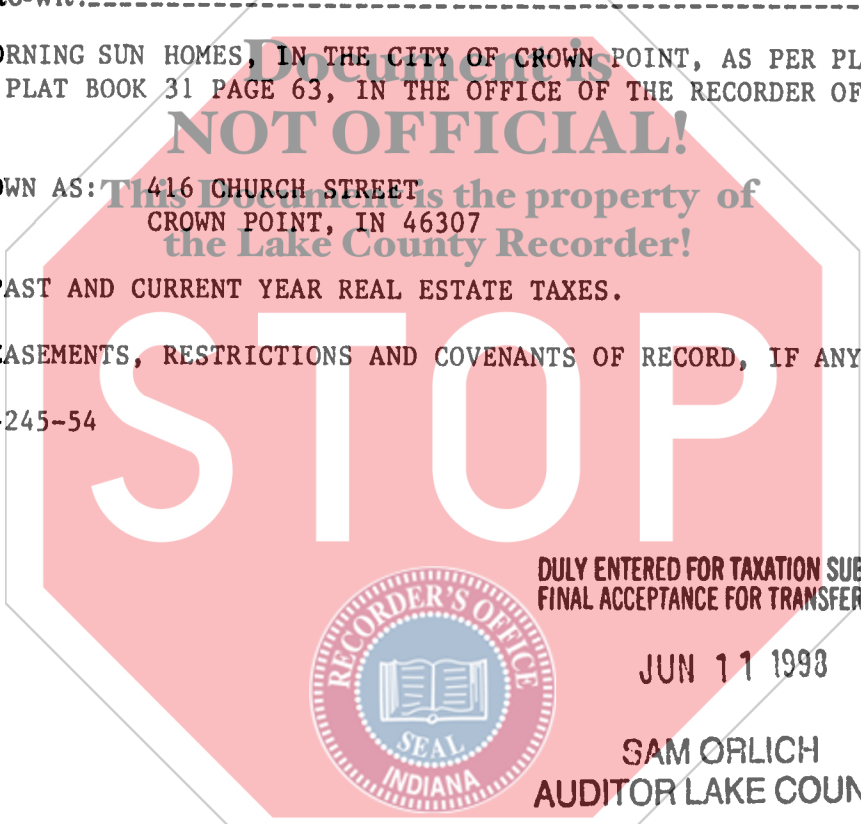 ORNING SUN HOMES, IN THE CITY OF CROWN POINT, AS PER PL
PLAT BOOK 31 PAGE 63, IN THE OFFICE OF THE RECORDER OF
Document is
NOT OFFICIAL!
This Document is the property of
the Lake County Recorder!
OWN AS: 416 CHURCH STREET
CROWN POINT, IN 46307
PAST AND CURRENT YEAR REAL ESTATE TAXES.
EASEMENTS, RESTRICTIONS AND COVENANTS OF RECORD, IF ANY
-245-54
STOP
DULY ENTERED FOR TAXATION SUB
FINAL ACCEPTANCE FOR TRANSFER
JUN 11 1998
SAM ORLICH
AUDITOR LAKE COUN
RECORDER'S OFFICE
SEAL
INDIANA